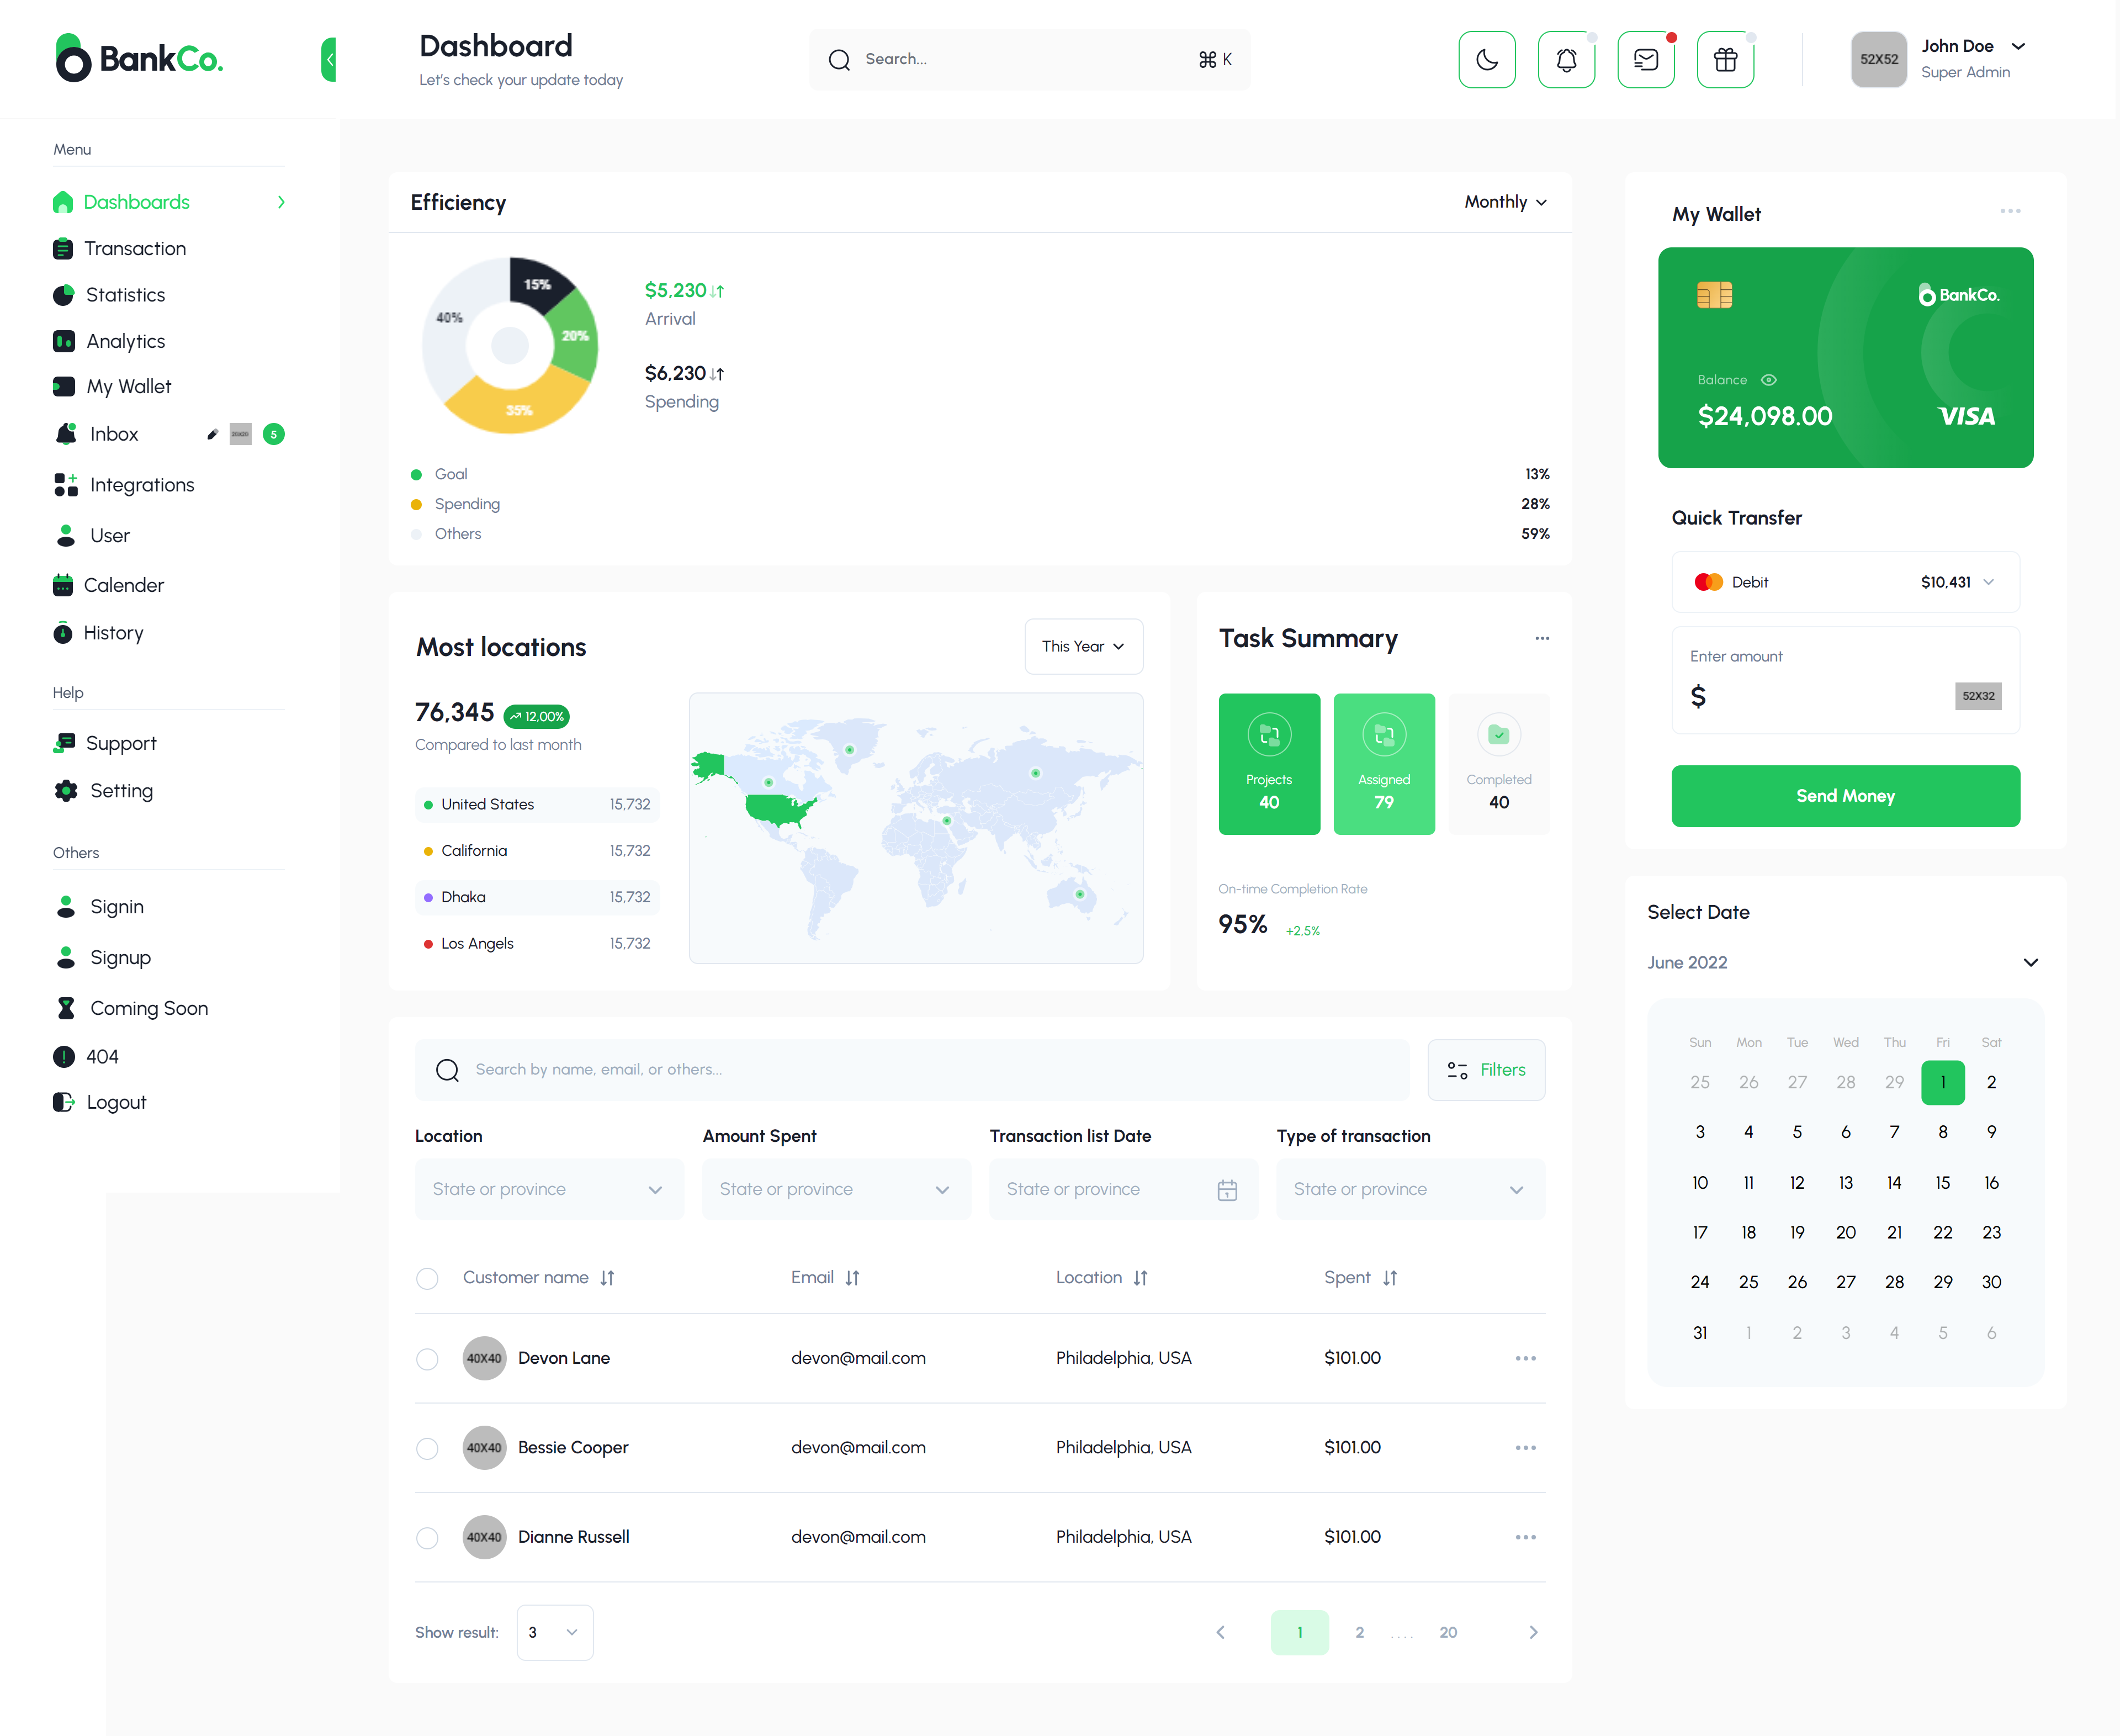 BankCo.
Dashboard
Let's check your update today
Search...
⌘ K
52X52
John Doe
Super Admin
Menu
Dashboards
Transaction
Statistics
Analytics
My Wallet
Inbox
5
Integrations
User
Calender
History
Help
Support
Setting
Others
Signin
Signup
Coming Soon
404
Logout
Efficiency
Monthly
15%
20%
35%
40%
$5,230
Arrival
$6,230
Spending
Goal 13%
Spending 28%
Others 59%
Most locations
This Year
76,345 12,00%
Compared to last month
United States 15,732
California 15,732
Dhaka 15,732
Los Angels 15,732
Task Summary
...
Projects
40
Assigned
79
Completed
40
On-time Completion Rate
95% +2,5%
Search by name, email, or others...
Filters
Location Amount Spent Transaction list Date Type of transaction
State or province State or province State or province State or province
Customer name Email Location Spent
40X40 Devon Lane devon@mail.com Philadelphia, USA $101.00
40X40 Bessie Cooper devon@mail.com Philadelphia, USA $101.00
40X40 Dianne Russell devon@mail.com Philadelphia, USA $101.00
Show result: 3
1 2 .... 20
My Wallet
BankCo.
Balance
$24,098.00
VISA
Quick Transfer
Debit $10,431
Enter amount
$ 52X32
Send Money
Select Date
June 2022
Sun Mon Tue Wed Thu Fri Sat
25 26 27 28 29 1 2
3 4 5 6 7 8 9
10 11 12 13 14 15 16
17 18 19 20 21 22 23
24 25 26 27 28 29 30
31 1 2 3 4 5 6